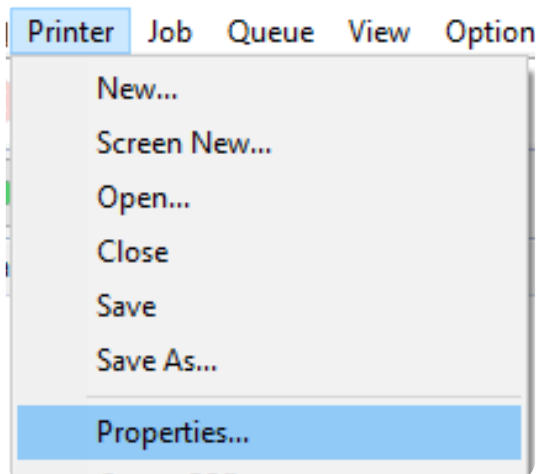 Printer Job Queue View Option
New...
Screen New...
Open...
Close
Save
Save As...
Properties...